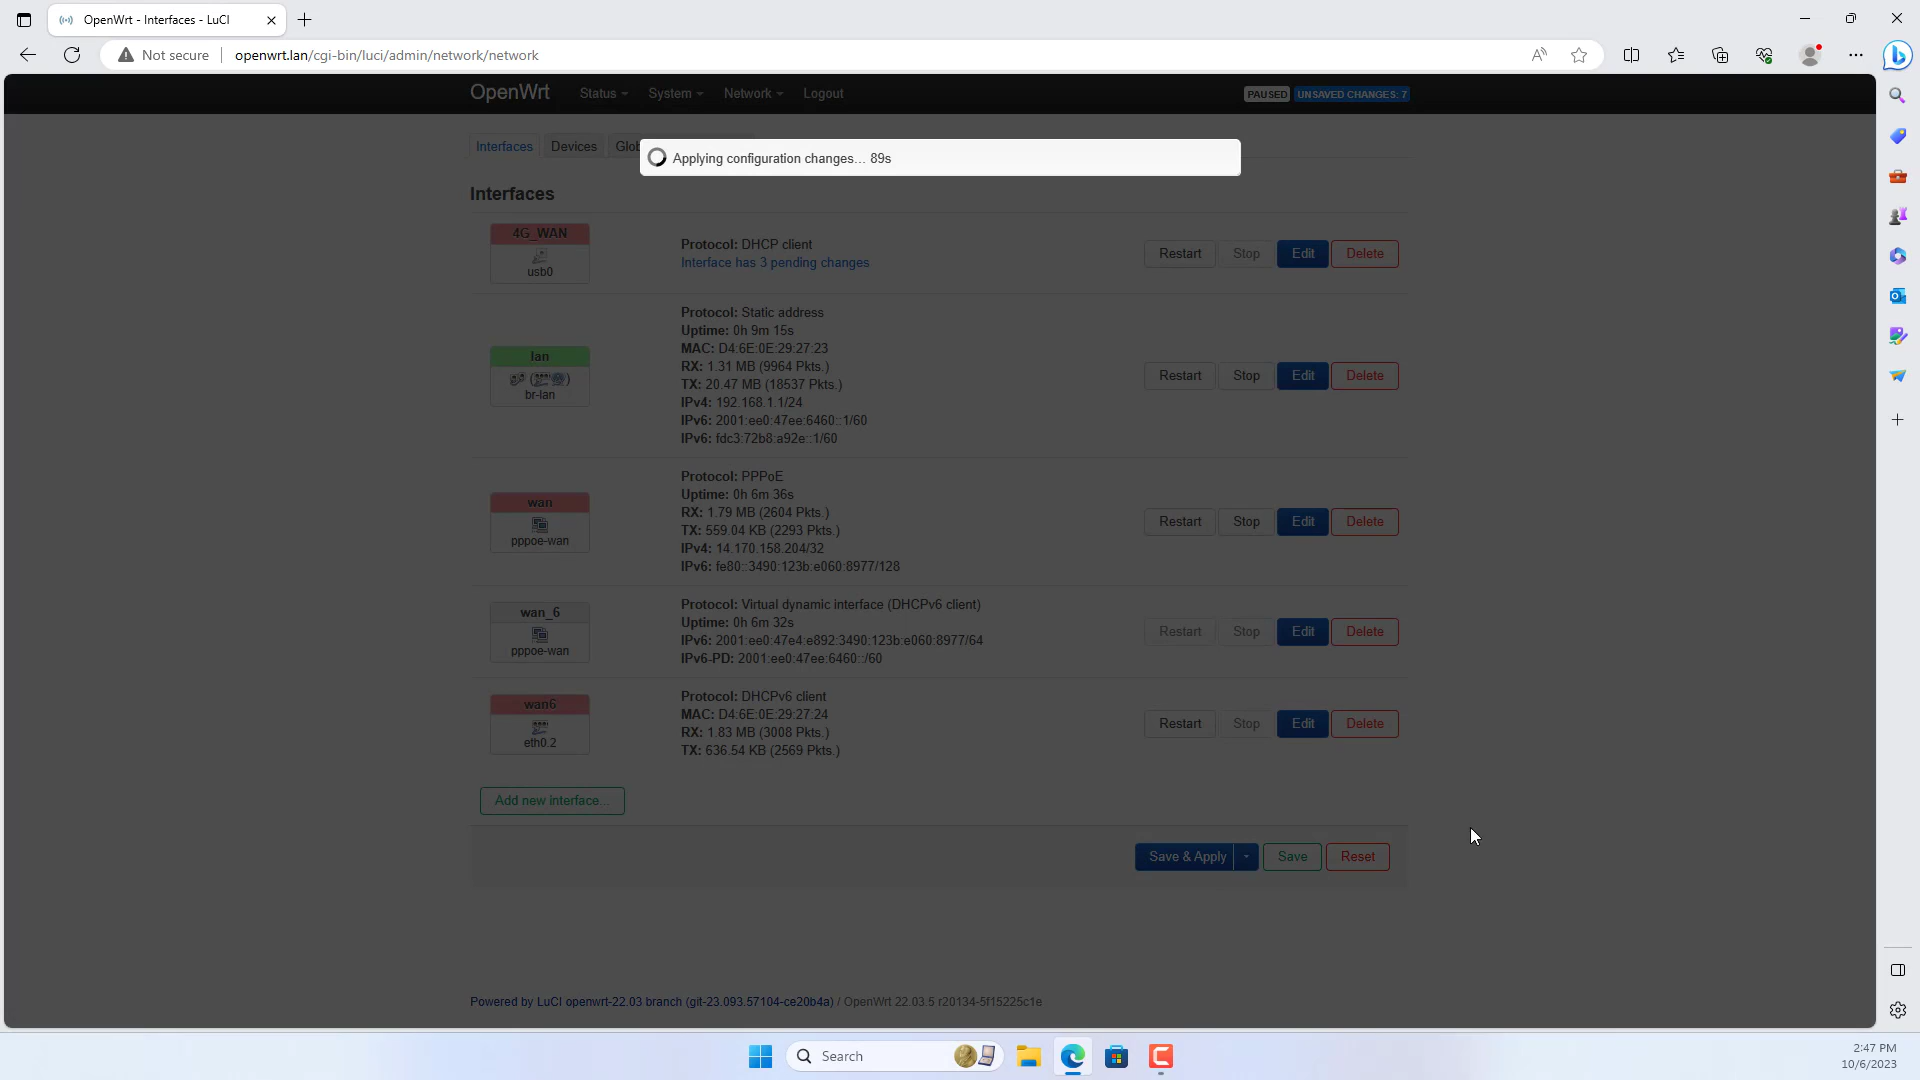 OpenWrt - Interfaces - LuCI
Not secure
openwrt.lan/cgi-bin/luci/admin/network/network
OpenWrt
Status
System
Network
Logout
PAUSED
UNSAVED CHANGES: 7
Interfaces
Devices
Glob
Applying configuration changes… 89s
Interfaces
4G_WAN
usb0
Protocol: DHCP client
Interface has 3 pending changes
Restart
Stop
Edit
Delete
lan
br-lan
Protocol: Static address
Uptime: 0h 9m 15s
MAC: D4:6E:0E:29:27:23
RX: 1.31 MB (9964 Pkts.)
TX: 20.47 MB (18537 Pkts.)
IPv4: 192.168.1.1/24
IPv6: 2001:ee0:47ee:6460::1/60
IPv6: fdc3:72b8:a92e::1/60
Restart
Stop
Edit
Delete
wan
pppoe-wan
Protocol: PPPoE
Uptime: 0h 6m 36s
RX: 1.79 MB (2604 Pkts.)
TX: 559.04 KB (2293 Pkts.)
IPv4: 14.170.158.204/32
IPv6: fe80::3490:123b:e060:8977/128
Restart
Stop
Edit
Delete
wan_6
pppoe-wan
Protocol: Virtual dynamic interface (DHCPv6 client)
Uptime: 0h 6m 32s
IPv6: 2001:ee0:47e4:e892:3490:123b:e060:8977/64
IPv6-PD: 2001:ee0:47ee:6460::/60
Restart
Stop
Edit
Delete
wan6
eth0.2
Protocol: DHCPv6 client
MAC: D4:6E:0E:29:27:24
RX: 1.83 MB (3008 Pkts.)
TX: 636.54 KB (2569 Pkts.)
Restart
Stop
Edit
Delete
Add new interface...
Save & Apply
Save
Reset
Powered by LuCI openwrt-22.03 branch (git-23.093.57104-ce20b4a) / OpenWrt 22.03.5 r20134-5f15225c1e
Search
2:47 PM
10/6/2023